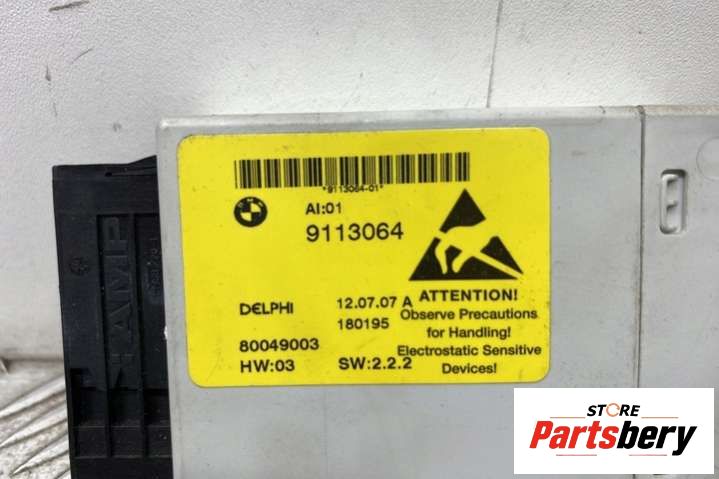 *9113064-01*
AI:01
9113064
DELPHI
12.07.07 A
180195
80049003
HW:03
SW:2.2.2
ATTENTION!
Observe Precautions
for Handling!
Electrostatic Sensitive
Devices!
AMP
STORE
Partsbery